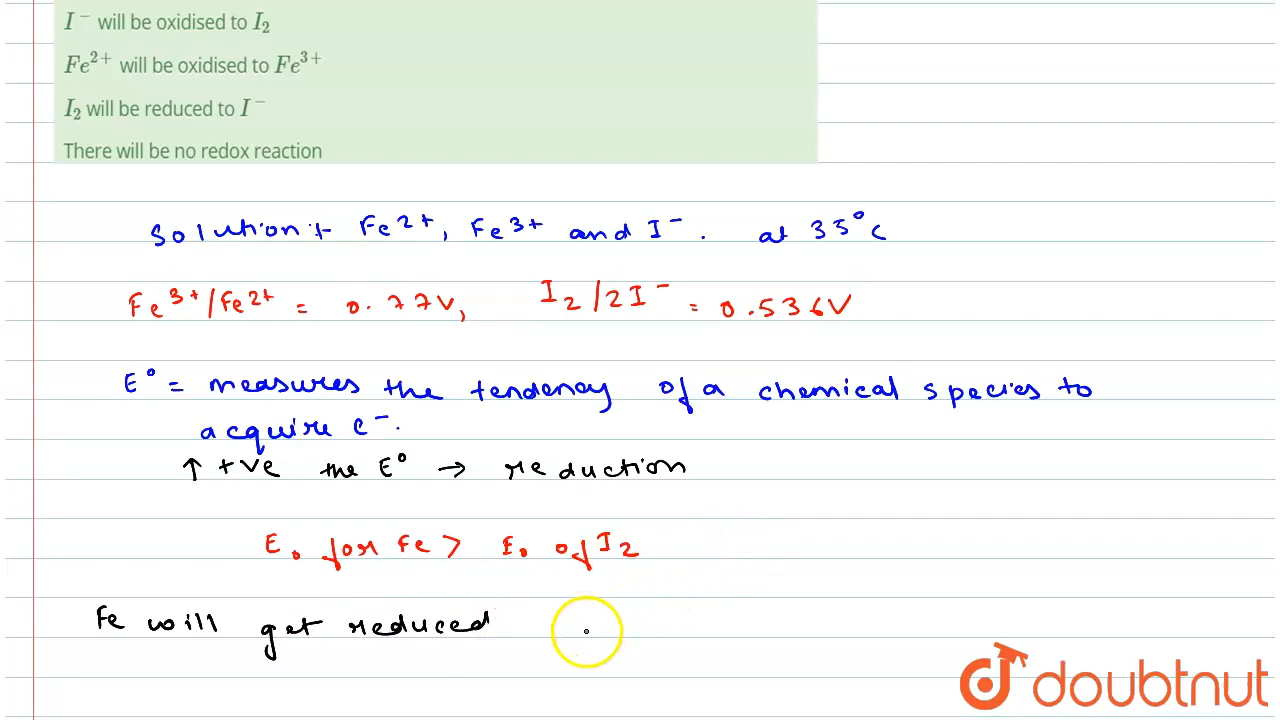 I⁻ will be oxidised to I₂
Fe²⁺ will be oxidised to Fe³⁺
I₂ will be reduced to I⁻
There will be no redox reaction
Solution:+ Fe2+, Fe3+ and I⁻. at 35°c
Fe3+/Fe2+ = 0.77V, I₂/2I⁻ = 0.536V
E° = measures the tendency of a chemical species to
acquire e⁻.
↑ +ve the E° → reduction
E₀ for Fe > E₀ of I₂
Fe will get reduced
doubtnut